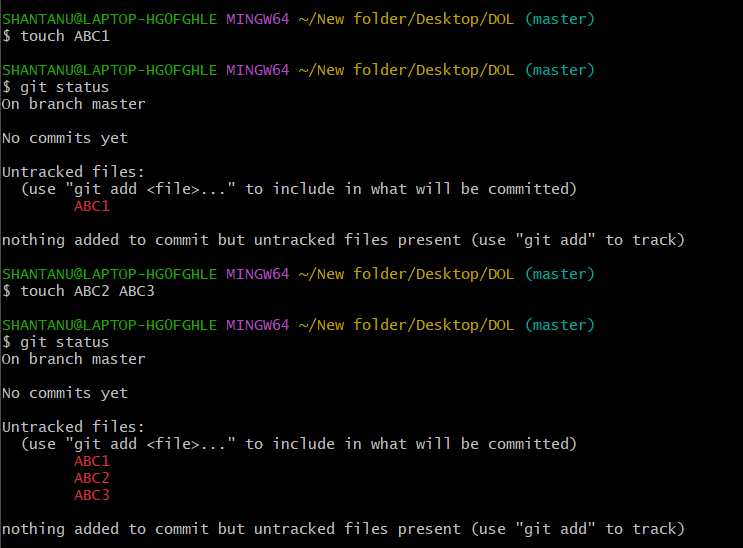 SHANTANU@LAPTOP-HG0FGHLE MINGW64 ~/New folder/Desktop/DOL (master)
$ touch ABC1
SHANTANU@LAPTOP-HG0FGHLE MINGW64 ~/New folder/Desktop/DOL (master)
$ git status
On branch master
No commits yet
Untracked files:
  (use "git add <file>..." to include in what will be committed)
        ABC1
nothing added to commit but untracked files present (use "git add" to track)
SHANTANU@LAPTOP-HG0FGHLE MINGW64 ~/New folder/Desktop/DOL (master)
$ touch ABC2 ABC3
SHANTANU@LAPTOP-HG0FGHLE MINGW64 ~/New folder/Desktop/DOL (master)
$ git status
On branch master
No commits yet
Untracked files:
  (use "git add <file>..." to include in what will be committed)
        ABC1
        ABC2
        ABC3
nothing added to commit but untracked files present (use "git add" to track)